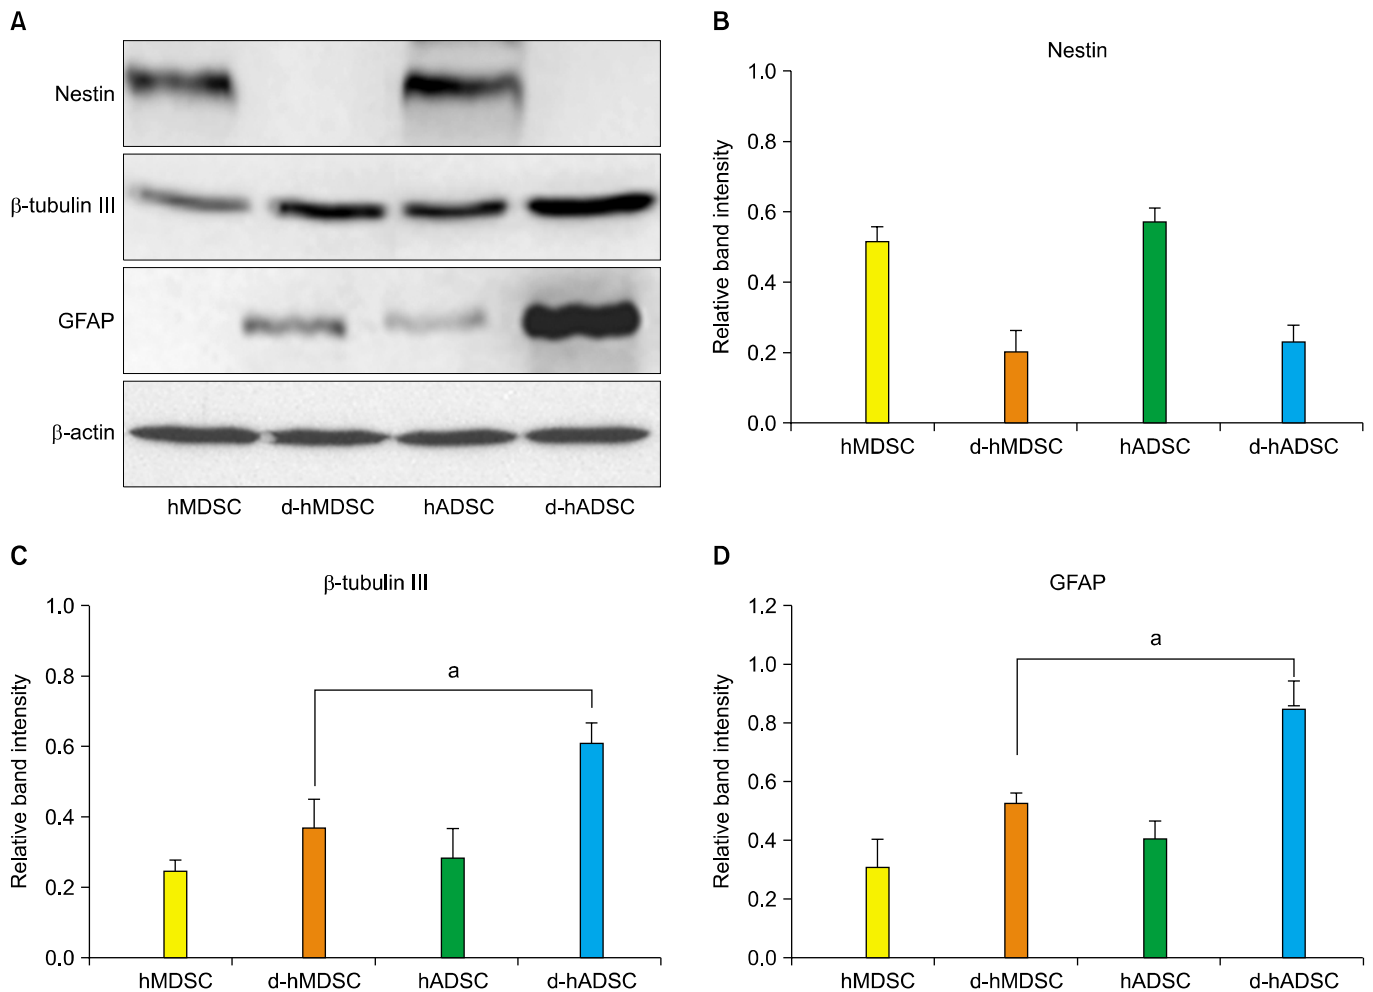 A
Nestin
β-tubulin III
GFAP
β-actin
hMDSC d-hMDSC hADSC d-hADSC
B
Nestin
Relative band intensity
1.0
0.8
0.6
0.4
0.2
0.0
hMDSC d-hMDSC hADSC d-hADSC
C
β-tubulin III
Relative band intensity
1.0
0.8
0.6
0.4
0.2
0.0
a
hMDSC d-hMDSC hADSC d-hADSC
D
GFAP
Relative band intensity
1.2
1.0
0.8
0.6
0.4
0.2
0.0
a
hMDSC d-hMDSC hADSC d-hADSC